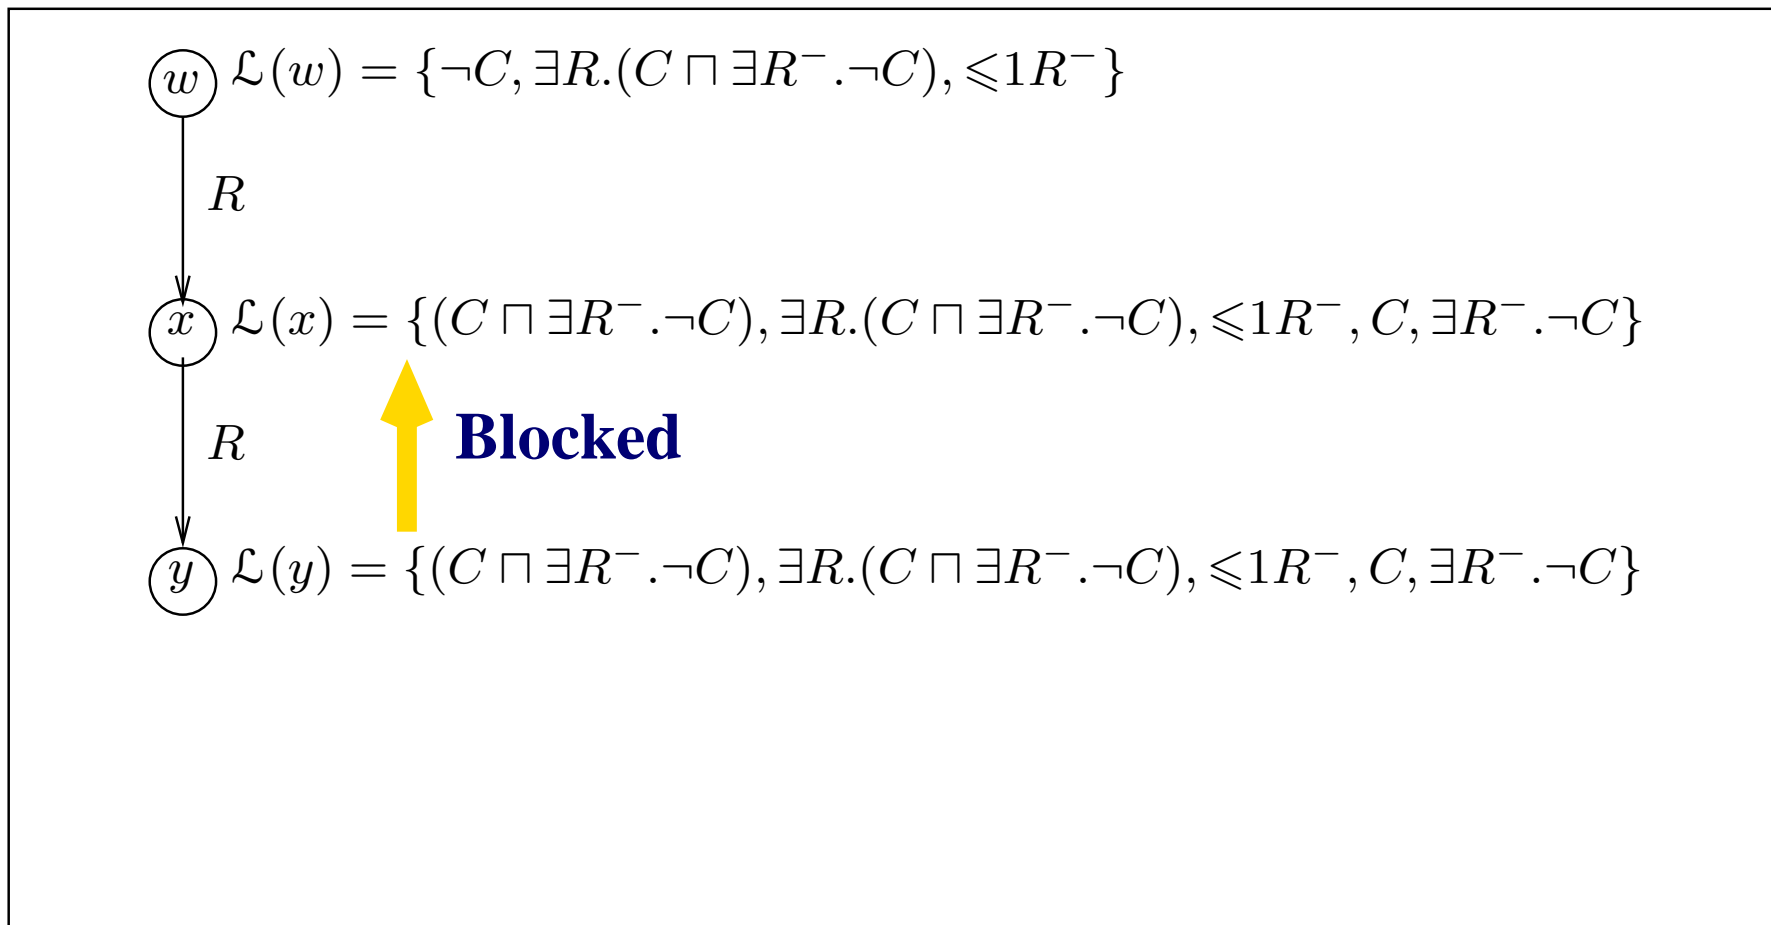 w ℒ(w) = {¬C, ∃R.(C ⊓ ∃R⁻.¬C), ⩽1R⁻}
R
x ℒ(x) = {(C ⊓ ∃R⁻.¬C), ∃R.(C ⊓ ∃R⁻.¬C), ⩽1R⁻, C, ∃R⁻.¬C}
R Blocked
y ℒ(y) = {(C ⊓ ∃R⁻.¬C), ∃R.(C ⊓ ∃R⁻.¬C), ⩽1R⁻, C, ∃R⁻.¬C}